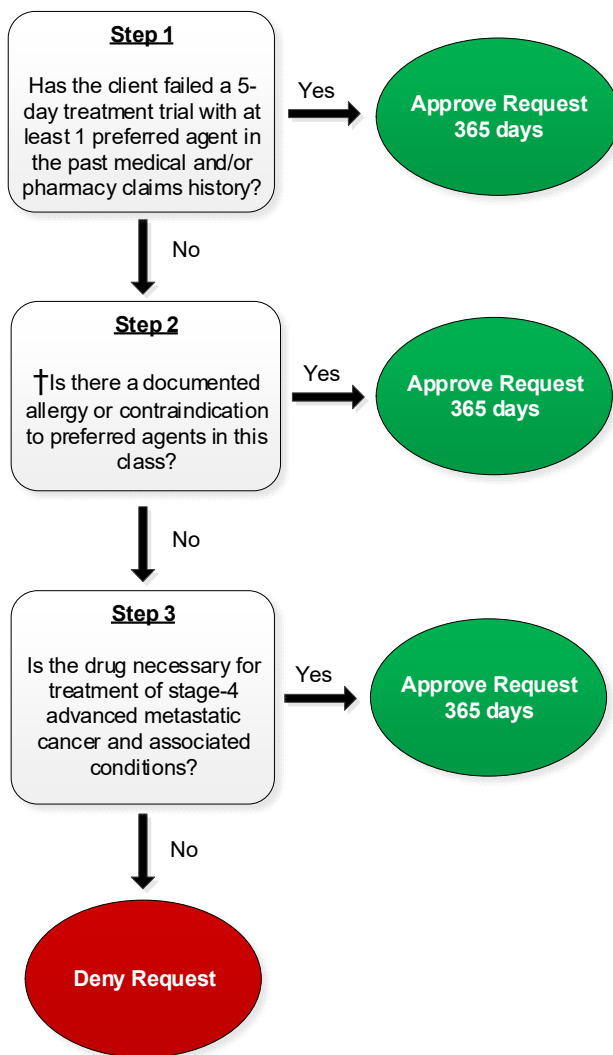 Step 1
Has the client failed a 5-
day treatment trial with at
least 1 preferred agent in
the past medical and/or
pharmacy claims history?
Yes
Approve Request
365 days
No
Step 2
†Is there a documented
allergy or contraindication
to preferred agents in this
class?
Yes
Approve Request
365 days
No
Step 3
Is the drug necessary for
treatment of stage-4
advanced metastatic
cancer and associated
conditions?
Yes
Approve Request
365 days
No
Deny Request